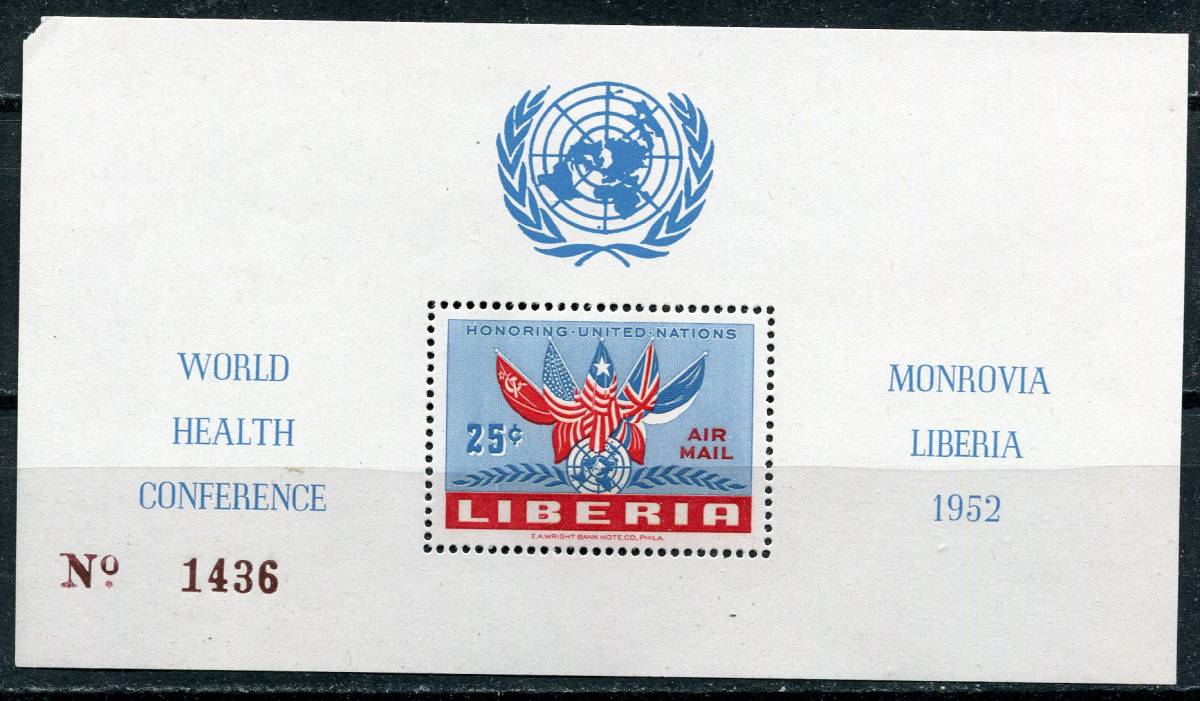 HONORING·UNITED·NATIONS
25¢
AIR
MAIL
LIBERIA
E.A.WRIGHT BANK NOTE CO., PHILA.
WORLD
HEALTH
CONFERENCE
MONROVIA
LIBERIA
1952
Nº 1436